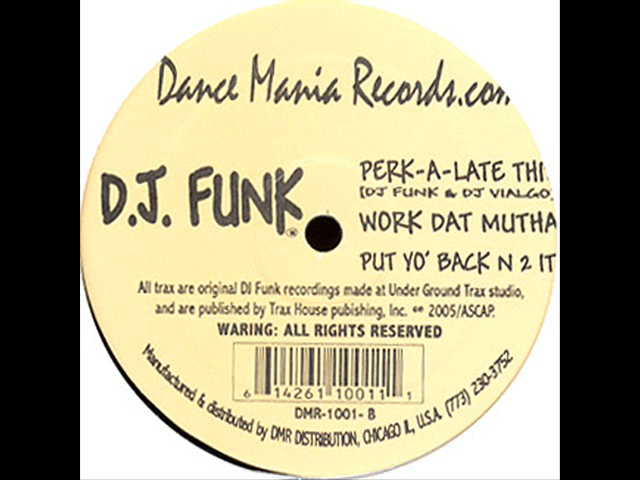 Dance Mania Records.com
D.J. FUNK®
PERK-A-LATE THI
[DJ FUNK & DJ VIALGO]
WORK DAT MUTHA
PUT YO' BACK N 2 IT
All trax are original DJ Funk recordings made at Under Ground Trax studio,
and are published by Trax House pubishing, Inc. 2005/ASCAP.
WARING: ALL RIGHTS RESERVED
6 14261 10011 1
DMR-1001- B
Manufactured & distributed by DMR DISTRIBUTION, CHICAGO IL, U.S.A. (773) 230-3752